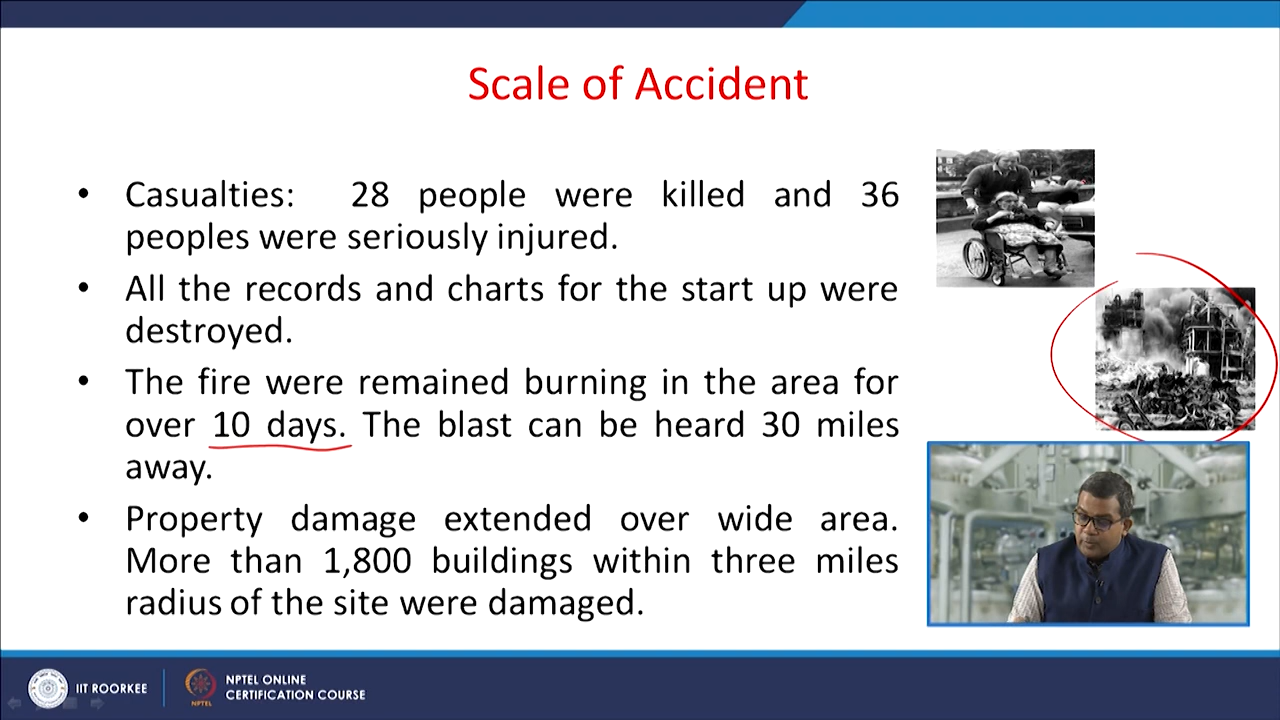 Scale of Accident
• Casualties: 28 people were killed and 36
peoples were seriously injured.
• All the records and charts for the start up were
destroyed.
• The fire were remained burning in the area for
over 10 days. The blast can be heard 30 miles
away.
• Property damage extended over wide area.
More than 1,800 buildings within three miles
radius of the site were damaged.
IIT ROORKEE
NPTEL
NPTEL ONLINE
CERTIFICATION COURSE